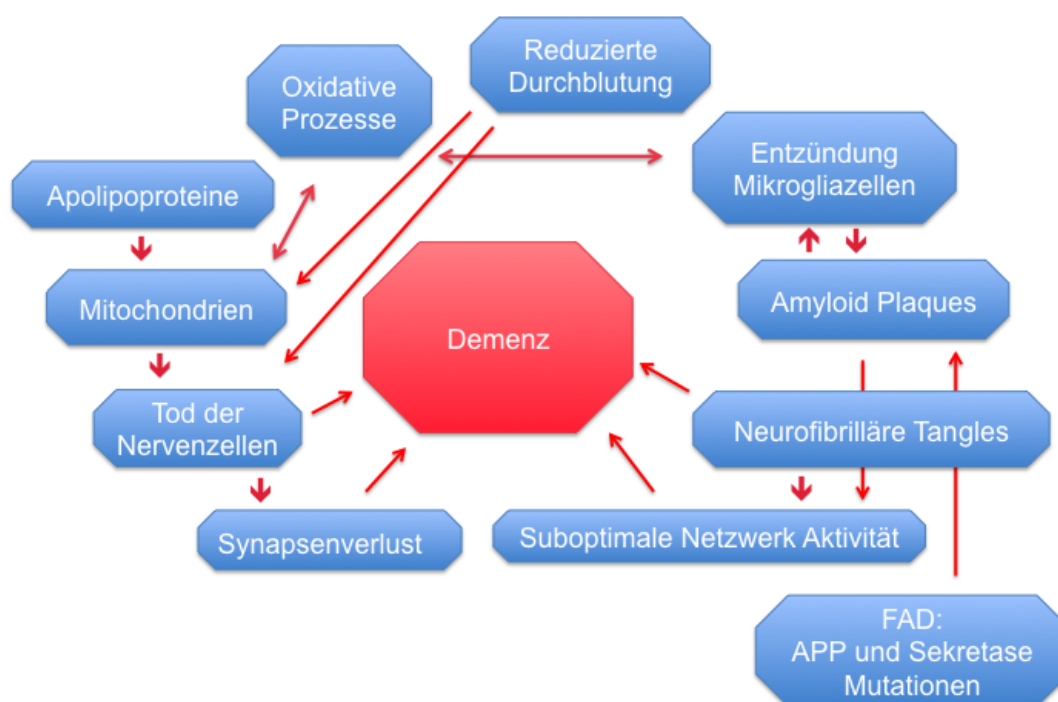 Reduzierte
Durchblutung
Oxidative
Prozesse
Entzündung
Mikrogliazellen
Apolipoproteine
Mitochondrien
Amyloid Plaques
Demenz
Tod der
Nervenzellen
Neurofibrilläre Tangles
Synapsenverlust
Suboptimale Netzwerk Aktivität
FAD:
APP und Sekretase
Mutationen